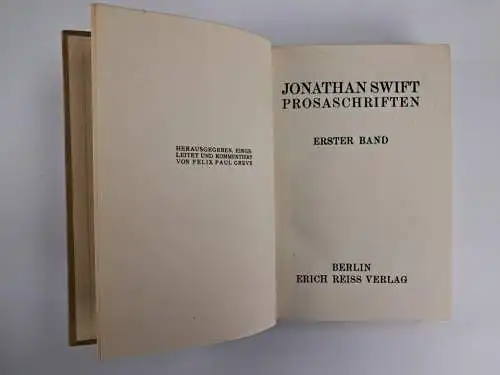 HERAUSGEGEBEN, EINGE-
LEITET UND KOMMENTIERT
VON FELIX PAUL GREVE
JONATHAN SWIFT
PROSASCHRIFTEN
ERSTER BAND
BERLIN
ERICH REISS VERLAG